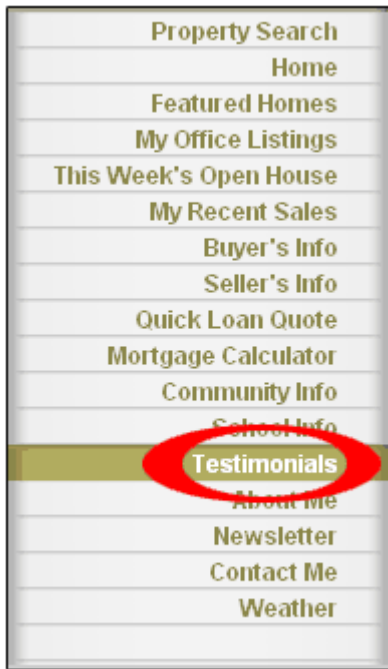 Property Search
Home
Featured Homes
My Office Listings
This Week's Open House
My Recent Sales
Buyer's Info
Seller's Info
Quick Loan Quote
Mortgage Calculator
Community Info
School Info
Testimonials
About Me
Newsletter
Contact Me
Weather